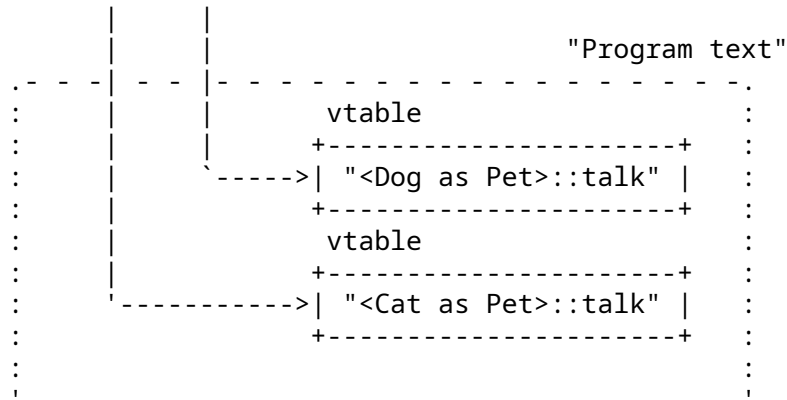 "Program text"
vtable
"<Dog as Pet>::talk"
vtable
"<Cat as Pet>::talk"